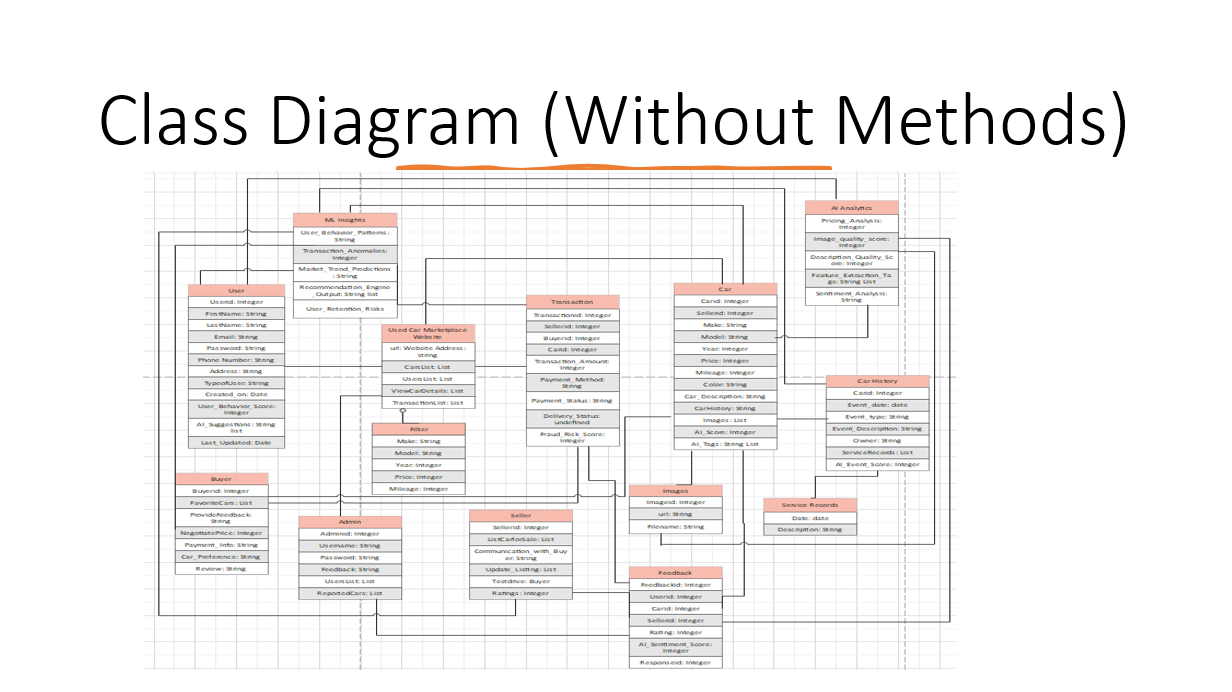 Class Diagram (Without Methods)
ML Insights
User_Behavior_Patterns:
String
Transaction_Anomalies:
Integer
Market_Trend_Predictions
: String
Recommendation_Engine
_Output: String list
User_Retention_Risks
AI Analytics
Pricing_Analysis:
Integer
Image_quality_score:
Integer
Description_Quality_Sc
ore: Integer
Feature_Extraction_Ta
gs: String List
Sentiment_Analysis:
String
User
Userid: Integer
FirstName: String
LastName: String
Email: String
Password: String
Phone Number: String
Address: String
TypeofUser: String
Created_on: Date
User_Behavior_Score:
Integer
AI_Suggestions: String
list
Last_Updated: Date
Used Car Marketplace
Website
url: Website Address:
string
CarsList: List
UsersList: List
ViewCarDetails: List
TransactionList: List
Transaction
Transactionid: Integer
Sellerid: Integer
Buyerid: Integer
Carid: Integer
Transaction_Amount:
Integer
Payment_Method:
String
Payment_Status: String
Delivery_Status:
undefined
Fraud_Risk_Score:
Integer
Car
Carid: Integer
Sellerid: Integer
Make: String
Model: String
Year: Integer
Price: Integer
Mileage: Integer
Color: String
Car_Description: String
CarHistory: String
Images: List
AI_Score: Integer
AI_Tags: String List
Car History
Carid: Integer
Event_date: date
Event_type: String
Event_Description: String
Owner: String
ServiceRecords: List
AI_Event_Score: Integer
Filter
Make: String
Model: String
Year: Integer
Price: Integer
Mileage: Integer
Buyer
Buyerid: Integer
FavoriteCars: List
ProvideFeedback:
String
NegotiatePrice: Integer
Payment_Info: String
Car_Preference: String
Review: String
Admin
Adminid: Integer
Username: String
Password: String
Feedback: String
UsersList: List
ReportedCars: List
Seller
Sellerid: Integer
ListCarforSale: List
Communication_with_Buy
er: String
Update_Listing: List
Testdrive: Buyer
Ratings : Integer
Images
Imageid: Integer
url: String
Filename: String
Service Records
Date: date
Description: String
Feedback
Feedbackid: Integer
Userid: Integer
Carid: Integer
Sellerid: Integer
Rating: Integer
AI_Sentiment_Score:
Integer
Responseid: Integer